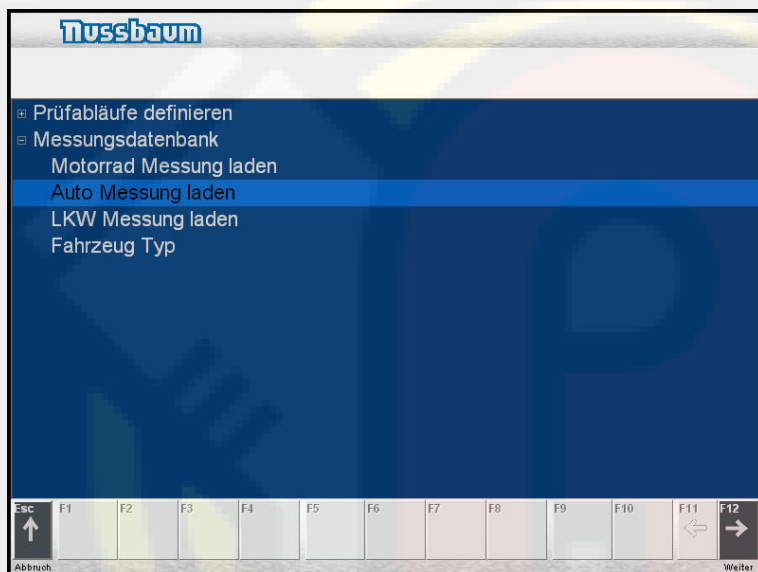 Nussbaum
Prüfabläufe definieren
Messungsdatenbank
Motorrad Messung laden
Auto Messung laden
LKW Messung laden
Fahrzeug Typ
Esc F1 F2 F3 F4 F5 F6 F7 F8 F9 F10 F11 F12
Abbruch Weiter